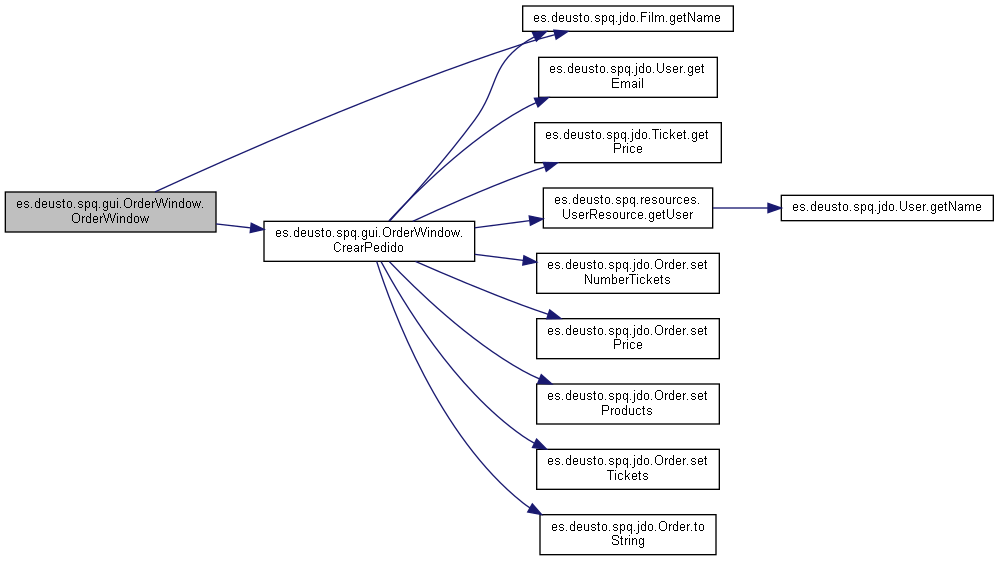 es.deusto.spq.jdo.Film.getName
es.deusto.spq.jdo.User.get
Email
es.deusto.spq.jdo.Ticket.get
Price
es.deusto.spq.gui.OrderWindow.
OrderWindow
es.deusto.spq.resources.
UserResource.getUser
es.deusto.spq.jdo.User.getName
es.deusto.spq.gui.OrderWindow.
CrearPedido
es.deusto.spq.jdo.Order.set
NumberTickets
es.deusto.spq.jdo.Order.set
Price
es.deusto.spq.jdo.Order.set
Products
es.deusto.spq.jdo.Order.set
Tickets
es.deusto.spq.jdo.Order.to
String